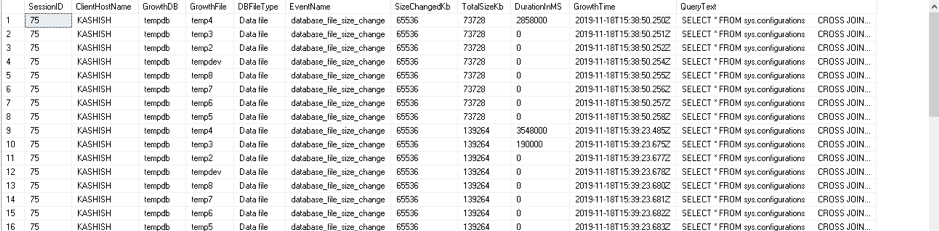 SessionID ClientHostName GrowthDB GrowthFile DBFileType EventName SizeChangedKb TotalSizeKb DurationInMS GrowthTime QueryText
1 75 KASHISH tempdb temp4 Data file database_file_size_change 65536 73728 2858000 2019-11-18T15:38:50.250Z SELECT * FROM sys.configurations CROSS JOIN...
2 75 KASHISH tempdb temp3 Data file database_file_size_change 65536 73728 0 2019-11-18T15:38:50.252Z SELECT * FROM sys.configurations CROSS JOIN...
3 75 KASHISH tempdb temp2 Data file database_file_size_change 65536 73728 0 2019-11-18T15:38:50.254Z SELECT * FROM sys.configurations CROSS JOIN...
4 75 KASHISH tempdb tempdev Data file database_file_size_change 65536 73728 0 2019-11-18T15:38:50.254Z SELECT * FROM sys.configurations CROSS JOIN...
5 75 KASHISH tempdb temp8 Data file database_file_size_change 65536 73728 0 2019-11-18T15:38:50.255Z SELECT * FROM sys.configurations CROSS JOIN...
6 75 KASHISH tempdb temp7 Data file database_file_size_change 65536 73728 0 2019-11-18T15:38:50.256Z SELECT * FROM sys.configurations CROSS JOIN...
7 75 KASHISH tempdb temp6 Data file database_file_size_change 65536 73728 0 2019-11-18T15:38:50.257Z SELECT * FROM sys.configurations CROSS JOIN...
8 75 KASHISH tempdb temp5 Data file database_file_size_change 65536 73728 0 2019-11-18T15:38:50.258Z SELECT * FROM sys.configurations CROSS JOIN...
9 75 KASHISH tempdb temp4 Data file database_file_size_change 65536 139264 3548000 2019-11-18T15:39:23.485Z SELECT * FROM sys.configurations CROSS JOIN...
10 75 KASHISH tempdb temp3 Data file database_file_size_change 65536 139264 190000 2019-11-18T15:39:23.675Z SELECT * FROM sys.configurations CROSS JOIN...
11 75 KASHISH tempdb temp2 Data file database_file_size_change 65536 139264 0 2019-11-18T15:39:23.677Z SELECT * FROM sys.configurations CROSS JOIN...
12 75 KASHISH tempdb tempdev Data file database_file_size_change 65536 139264 0 2019-11-18T15:39:23.678Z SELECT * FROM sys.configurations CROSS JOIN...
13 75 KASHISH tempdb temp8 Data file database_file_size_change 65536 139264 0 2019-11-18T15:39:23.680Z SELECT * FROM sys.configurations CROSS JOIN...
14 75 KASHISH tempdb temp7 Data file database_file_size_change 65536 139264 0 2019-11-18T15:39:23.681Z SELECT * FROM sys.configurations CROSS JOIN...
15 75 KASHISH tempdb temp6 Data file database_file_size_change 65536 139264 0 2019-11-18T15:39:23.682Z SELECT * FROM sys.configurations CROSS JOIN...
16 75 KASHISH tempdb temp5 Data file database_file_size_change 65536 139264 0 2019-11-18T15:39:23.683Z SELECT * FROM sys.configurations CROSS JOIN...